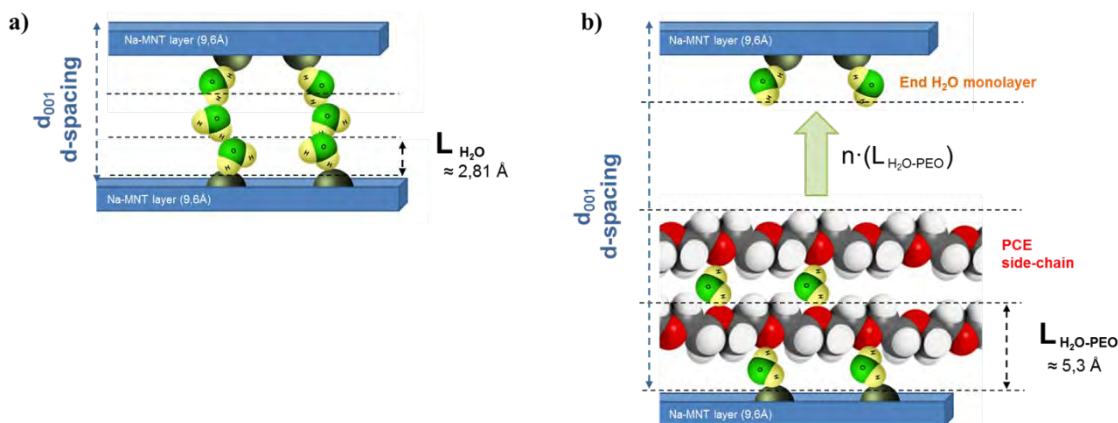 a)
Na-MNT layer (9,6Å)
H
O
H
H
O
H
H
O
H
H
O
H
H
O
H
H
O
H
d001
d-spacing
L H2O
≈ 2,81 Å
Na-MNT layer (9,6Å)
b)
Na-MNT layer (9,6Å)
H
O
H
H
O
H
End H2O monolayer
n·(L H2O-PEO)
d001
d-spacing
PCE
side-chain
H
O
H
H
O
H
L H2O-PEO
≈ 5,3 Å
H
O
H
H
O
H
Na-MNT layer (9,6Å)